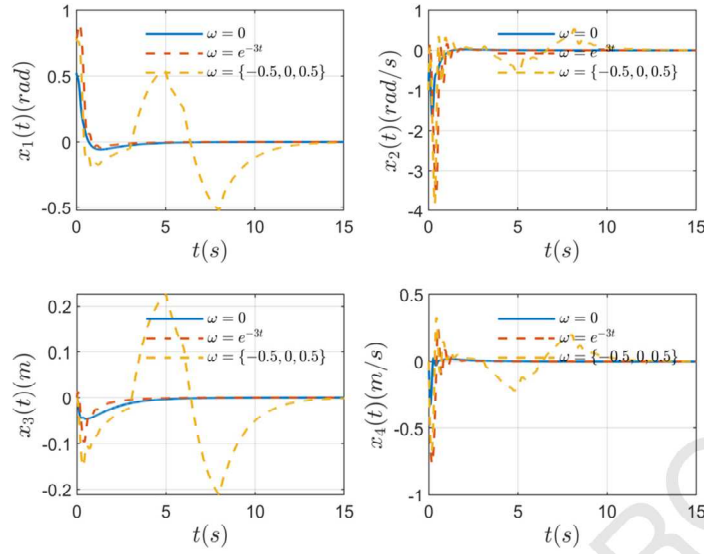 1
0.5
0
-0.5
0 5 10 15
x₁(t)(rad)
t(s)
ω = 0
ω = e⁻³ᵗ
ω = {−0.5, 0, 0.5}
1
0
-1
-2
-3
-4
0 5 10 15
x₂(t)(rad/s)
t(s)
ω = 0
ω = e⁻³ᵗ
ω = {−0.5, 0, 0.5}
0.2
0.1
0
-0.1
-0.2
0 5 10 15
x₃(t)(m)
t(s)
ω = 0
ω = e⁻³ᵗ
ω = {−0.5, 0, 0.5}
0.5
0
-0.5
-1
0 5 10 15
x₄(t)(m/s)
t(s)
ω = 0
ω = e⁻³ᵗ
ω = {−0.5, 0, 0.5}